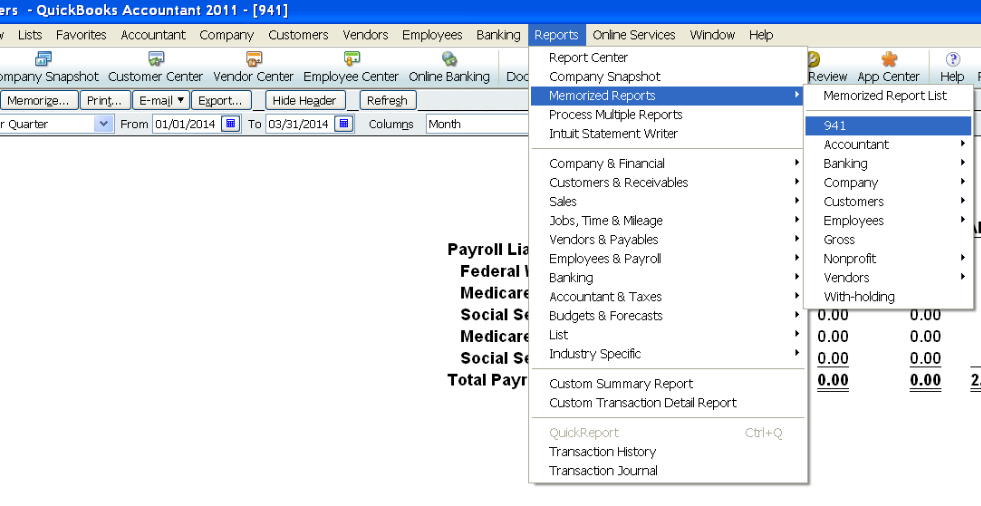 ers - QuickBooks Accountant 2011 - [941]
Lists Favorites Accountant Company Customers Vendors Employees Banking Reports Online Services Window Help
ompany Snapshot Customer Center Vendor Center Employee Center Online Banking Doc Review App Center Help
Memorize... Print... E-mail ▼ Export... Hide Header Refresh
r Quarter From 01/01/2014 To 03/31/2014 Columns Month
Report Center
Company Snapshot
Memorized Reports
Process Multiple Reports
Intuit Statement Writer
Company & Financial
Customers & Receivables
Sales
Jobs, Time & Mileage
Vendors & Payables
Employees & Payroll
Banking
Accountant & Taxes
Budgets & Forecasts
List
Industry Specific
Custom Summary Report
Custom Transaction Detail Report
QuickReport Ctrl+Q
Transaction History
Transaction Journal
Memorized Report List
941
Accountant
Banking
Company
Customers
Employees
Gross
Nonprofit
Vendors
With-holding
Payroll Lia
Federal
Medicare
Social Se 0.00 0.00
Medicare 0.00 0.00
Social Se 0.00 0.00
Total Payr 0.00 0.00 2,